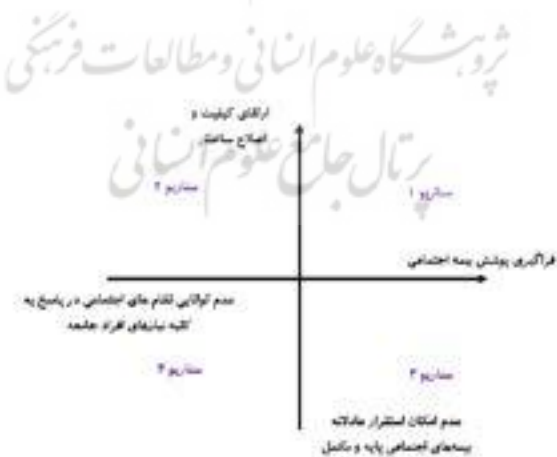 پژوهشگاه علوم انسانی و مطالعات فرهنگی
ارتقای کیفیت و
اصلاح ساختار
پرتال جامع علوم انسانی
سناریو ۲
سناریو ۱
فراگیری پوشش بیمه اجتماعی
عدم توانایی نظام های اجتماعی در پاسخ به
کلیه نیازهای افراد جامعه
سناریو ۴
سناریو ۳
عدم امکان استقرار عادلانه
بیمه‌های اجتماعی پایه و مکمل